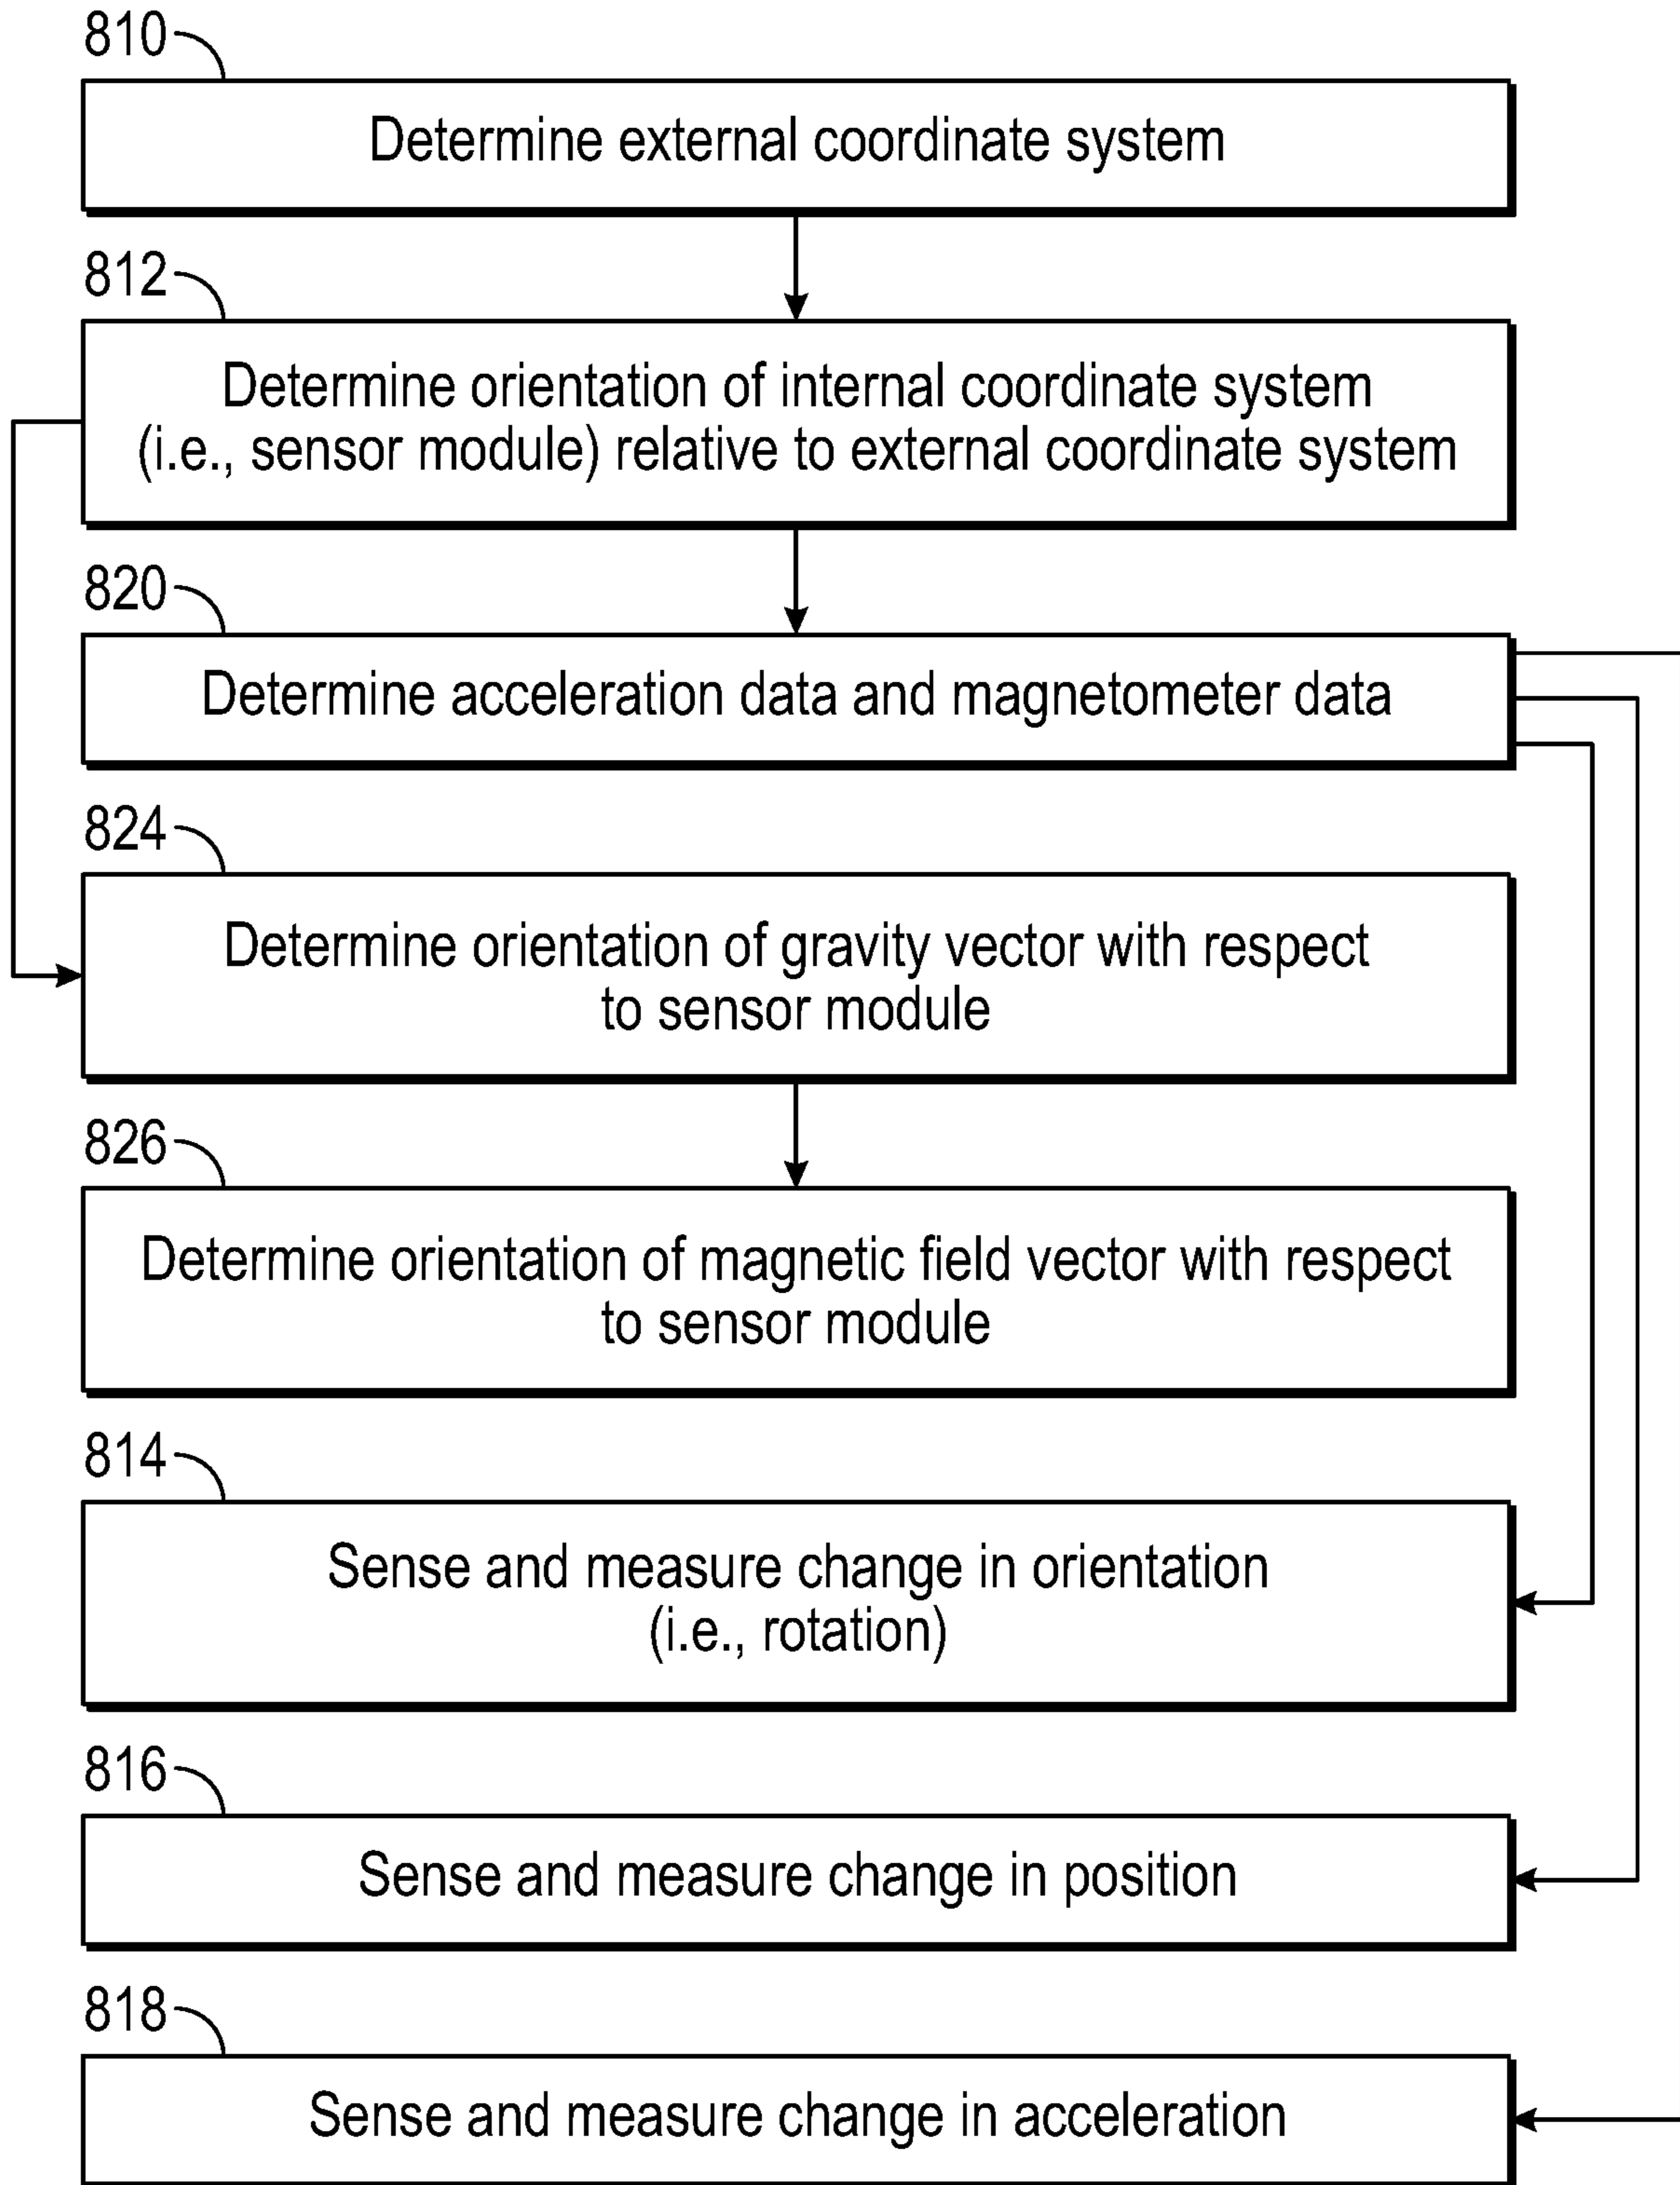 810
Determine external coordinate system
812
Determine orientation of internal coordinate system
(i.e., sensor module) relative to external coordinate system
820
Determine acceleration data and magnetometer data
824
Determine orientation of gravity vector with respect
to sensor module
826
Determine orientation of magnetic field vector with respect
to sensor module
814
Sense and measure change in orientation
(i.e., rotation)
816
Sense and measure change in position
818
Sense and measure change in acceleration